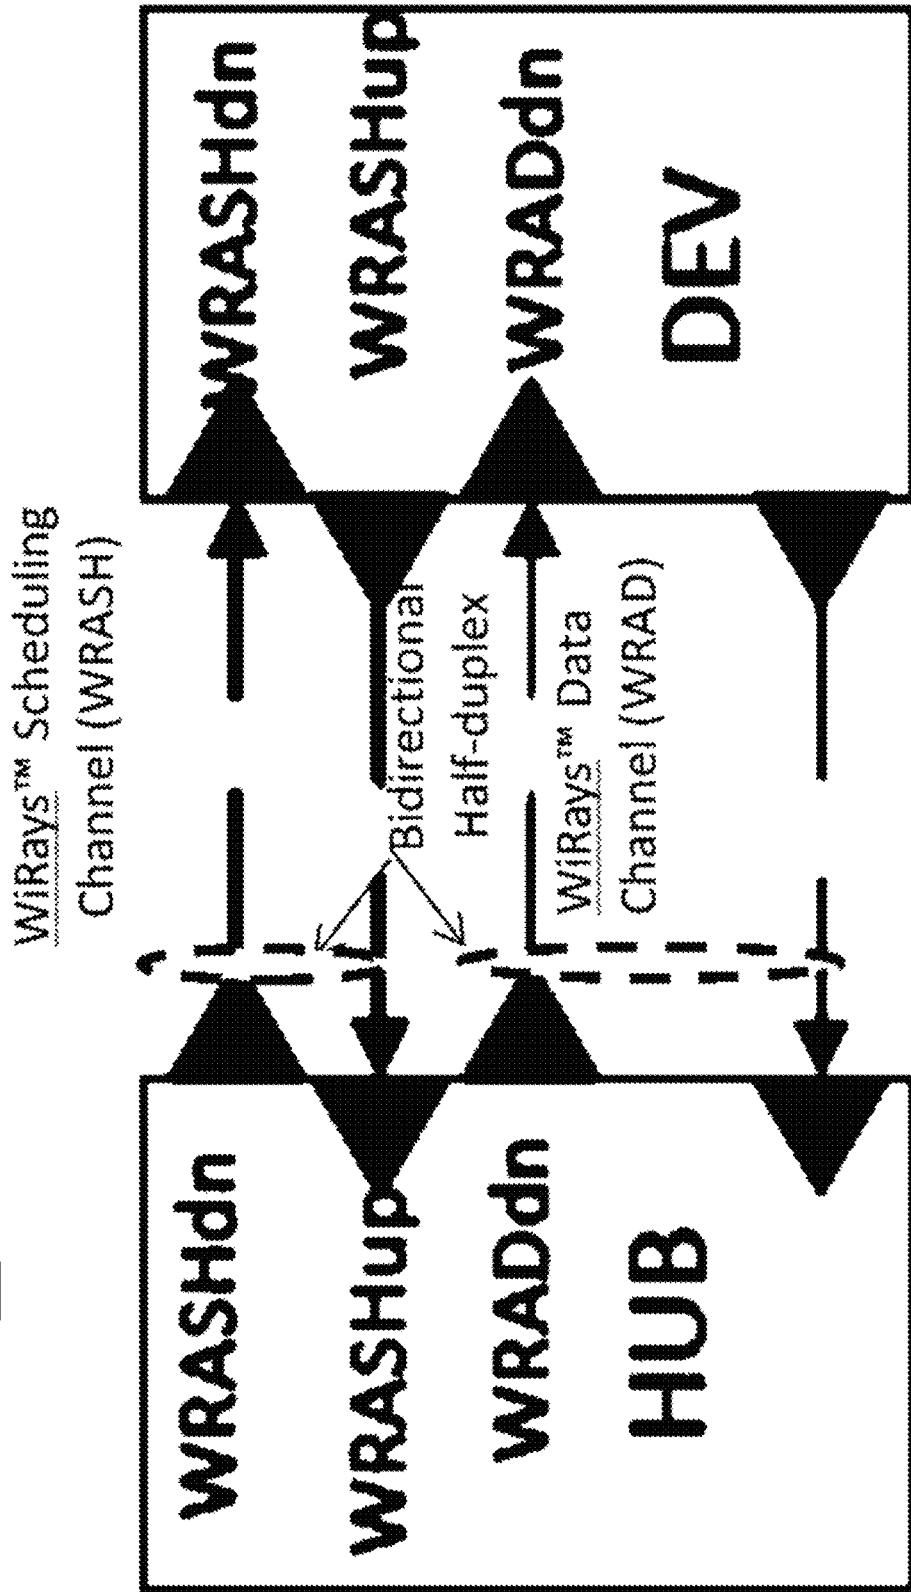 WiRays™ Scheduling
Channel (WRASH)
WRASHdn
WRASHup
WRADdn
HUB
Bidirectional
Half-duplex
WiRays™ Data
Channel (WRAD)
WRASHdn
WRASHup
WRADdn
DEV